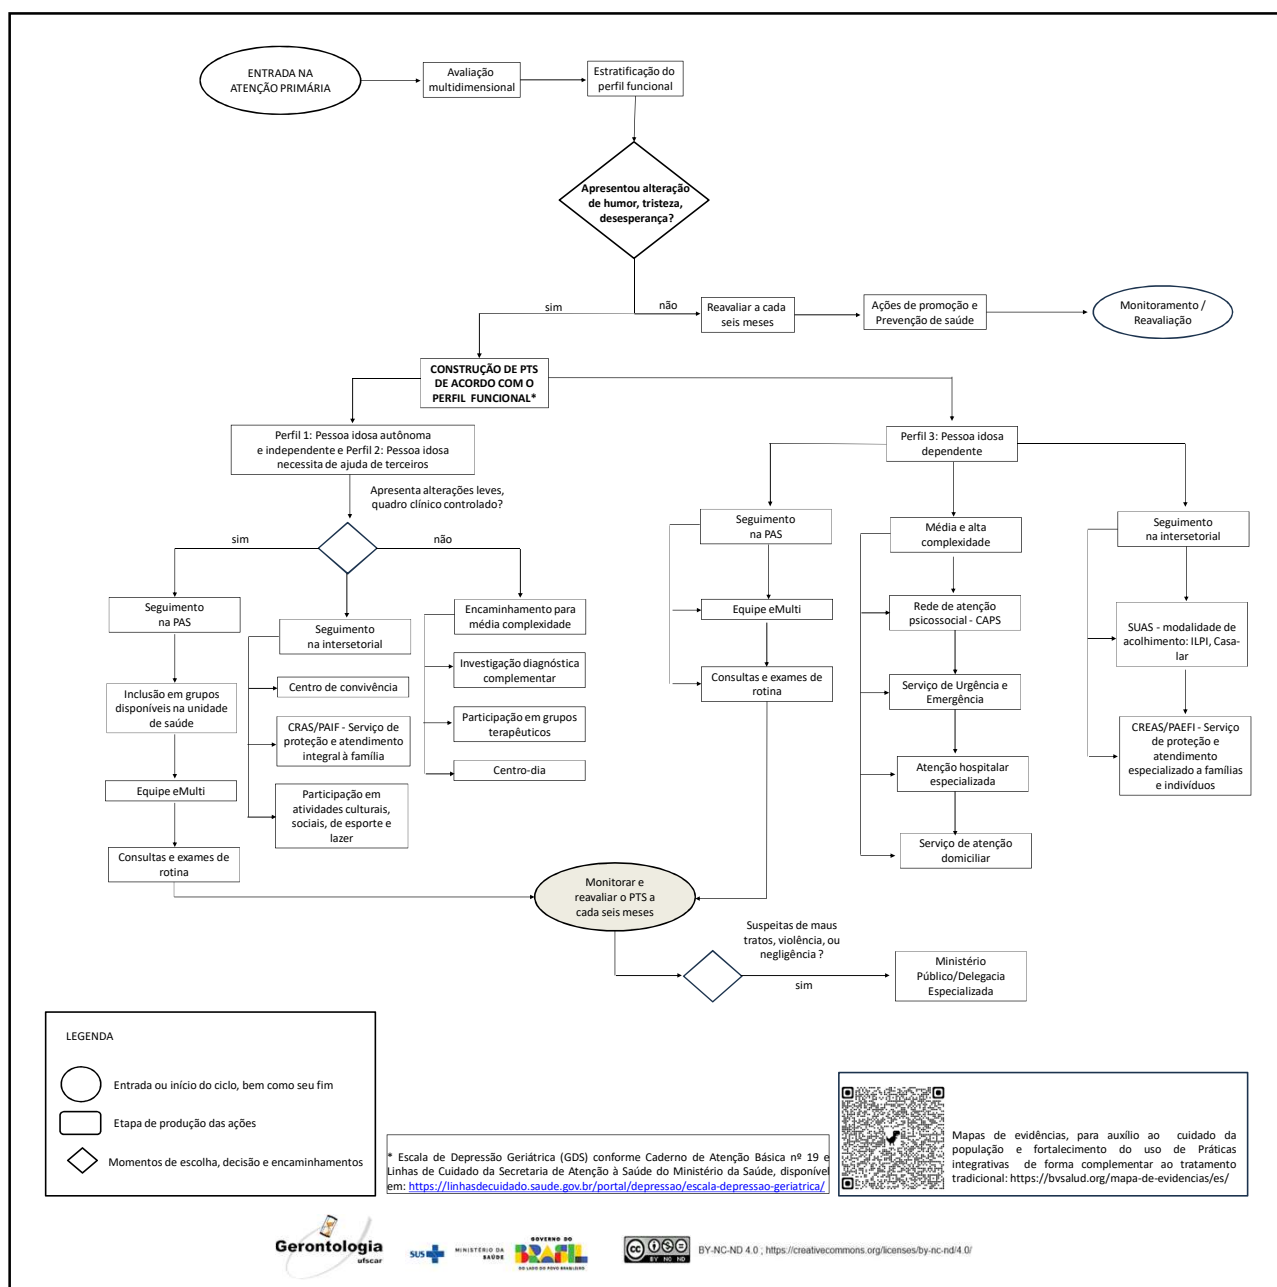 ENTRADA NA
ATENÇÃO PRIMÁRIA
Avaliação
multidimensional
Estratificação do
perfil funcional
Apresentou alteração
de humor, tristeza,
desesperança?
sim
não
Reavaliar a cada
seis meses
Ações de promoção e
Prevenção de saúde
Monitoramento /
Reavaliação
CONSTRUÇÃO DE PTS
DE ACORDO COM O
PERFIL FUNCIONAL*
Perfil 1: Pessoa idosa autônoma
e independente e Perfil 2: Pessoa idosa
necessita de ajuda de terceiros
Apresenta alterações leves,
quadro clínico controlado?
sim
não
Seguimento
na PAS
Inclusão em grupos
disponíveis na unidade
de saúde
Equipe eMulti
Consultas e exames de
rotina
Seguimento
na intersetorial
Centro de convivência
CRAS/PAIF - Serviço de
proteção e atendimento
integral à família
Participação em
atividades culturais,
sociais, de esporte e
lazer
Encaminhamento para
média complexidade
Investigação diagnóstica
complementar
Participação em grupos
terapêuticos
Centro-dia
Perfil 3: Pessoa idosa
dependente
Seguimento
na PAS
Equipe eMulti
Consultas e exames de
rotina
Média e alta
complexidade
Rede de atenção
psicossocial - CAPS
Serviço de Urgência e
Emergência
Atenção hospitalar
especializada
Serviço de atenção
domiciliar
Seguimento
na intersetorial
SUAS - modalidade de
acolhimento: ILPI, Casa-
lar
CREAS/PAEFI - Serviço
de proteção e
atendimento
especializado a famílias
e indivíduos
Monitorar e
reavaliar o PTS a
cada seis meses
Suspeitas de maus
tratos, violência, ou
negligência ?
sim
Ministério
Público/Delegacia
Especializada
LEGENDA
Entrada ou início do ciclo, bem como seu fim
Etapa de produção das ações
Momentos de escolha, decisão e encaminhamentos
* Escala de Depressão Geriátrica (GDS) conforme Caderno de Atenção Básica nº 19 e
Linhas de Cuidado da Secretaria de Atenção à Saúde do Ministério da Saúde, disponível
em: https://linhasdecuidado.saude.gov.br/portal/depressao/escala-depressao-geriatrica/
Mapas de evidências, para auxílio ao cuidado da
população e fortalecimento do uso de Práticas
integrativas de forma complementar ao tratamento
tradicional: https://bvsalud.org/mapa-de-evidencias/es/
Gerontologia
ufscar
SUS
MINISTÉRIO DA
SAÚDE
GOVERNO DO
BRASIL
DO LADO DO POVO BRASILEIRO
cc
BY NC ND
BY-NC-ND 4.0 ; https://creativecommons.org/licenses/by-nc-nd/4.0/